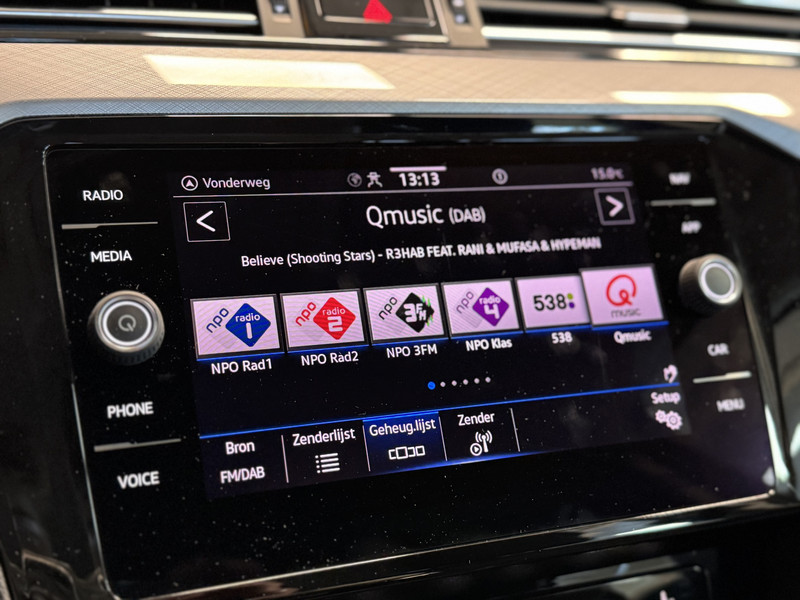 RADIO
MEDIA
PHONE
VOICE
Vonderweg
13:13
15.0°C
Qmusic (DAB)
Believe (Shooting Stars) - R3HAB FEAT. RANI & MUFASA & HYPEMAN
npo radio 1
npo radio 2
npo 3FM
npo radio 4
538
Q music
NPO Rad1
NPO Rad2
NPO 3FM
NPO Klas
538
Qmusic
Bron
FM/DAB
Zenderlijst
Geheug.lijst
Zender
Setup
NAV
APP
CAR
MENU